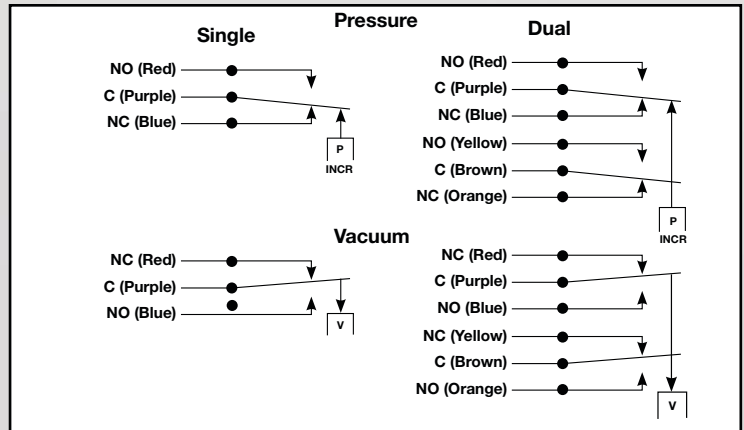 Pressure
Single
NO (Red)
C (Purple)
NC (Blue)
P
INCR
Dual
NO (Red)
C (Purple)
NC (Blue)
NO (Yellow)
C (Brown)
NC (Orange)
P
INCR
Vacuum
NC (Red)
C (Purple)
NO (Blue)
V
NC (Red)
C (Purple)
NO (Blue)
NC (Yellow)
C (Brown)
NO (Orange)
V